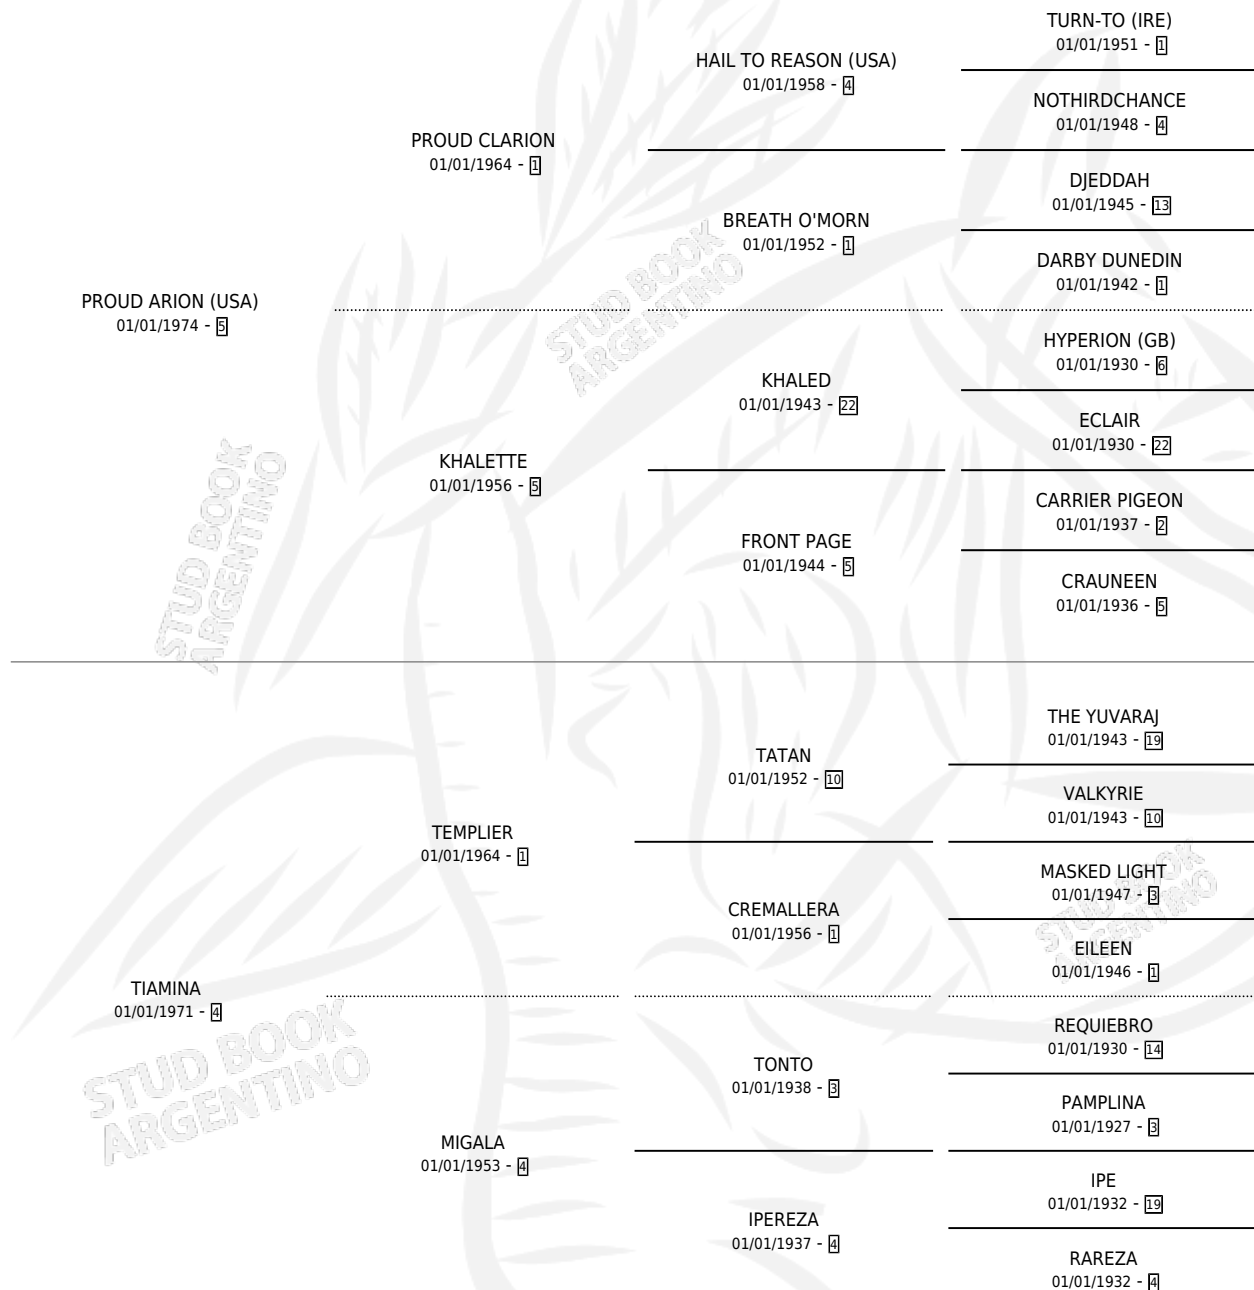 TURN-TO (IRE)
01/01/1951 - 1
HAIL TO REASON (USA)
01/01/1958 - 4
NOTHIRDCHANCE
01/01/1948 - 4
PROUD CLARION
01/01/1964 - 1
DJEDDAH
01/01/1945 - 13
BREATH O'MORN
01/01/1952 - 1
DARBY DUNEDIN
01/01/1942 - 1
PROUD ARION (USA)
01/01/1974 - 5
HYPERION (GB)
01/01/1930 - 6
KHALED
01/01/1943 - 22
ECLAIR
01/01/1930 - 22
KHALETTE
01/01/1956 - 5
CARRIER PIGEON
01/01/1937 - 2
FRONT PAGE
01/01/1944 - 5
CRAUNEEN
01/01/1936 - 5
THE YUVARAJ
01/01/1943 - 19
TATAN
01/01/1952 - 10
VALKYRIE
01/01/1943 - 10
TEMPLIER
01/01/1964 - 1
MASKED LIGHT
01/01/1947 - 3
CREMALLERA
01/01/1956 - 1
EILEEN
01/01/1946 - 1
TIAMINA
01/01/1971 - 4
REQUIEBRO
01/01/1930 - 14
TONTO
01/01/1938 - 3
PAMPLINA
01/01/1927 - 3
MIGALA
01/01/1953 - 4
IPE
01/01/1932 - 19
IPEREZA
01/01/1937 - 4
RAREZA
01/01/1932 - 4
STUD BOOK
ARGENTINO
STUD BOOK
ARGENTINO
STUD BOOK
ARGENTINO
STUD BOOK
ARGENTINO